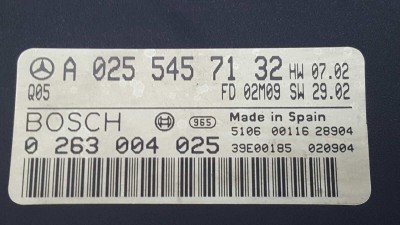 A 025 545 71 32 HW 07.02
Q05 FD 02M09 SW 29.02
BOSCH 965 Made in Spain
5106 00116 28904
0 263 004 025 39E00185 020904